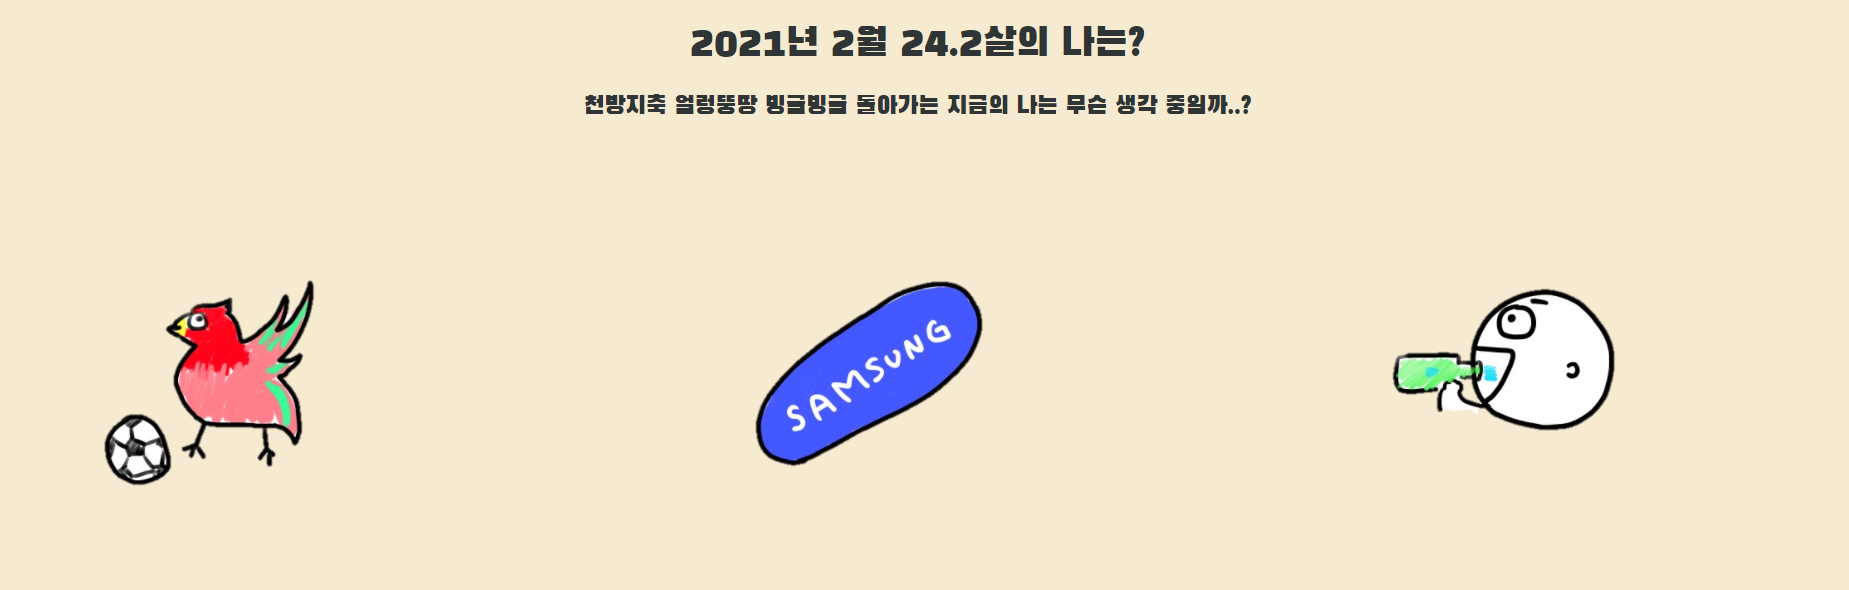 2021년 2월 24.2살의 나는?
천방지축 얼렁뚱땅 빙글빙글 돌아가는 지금의 나는 무슨 생각 중일까..?
SAMSUNG